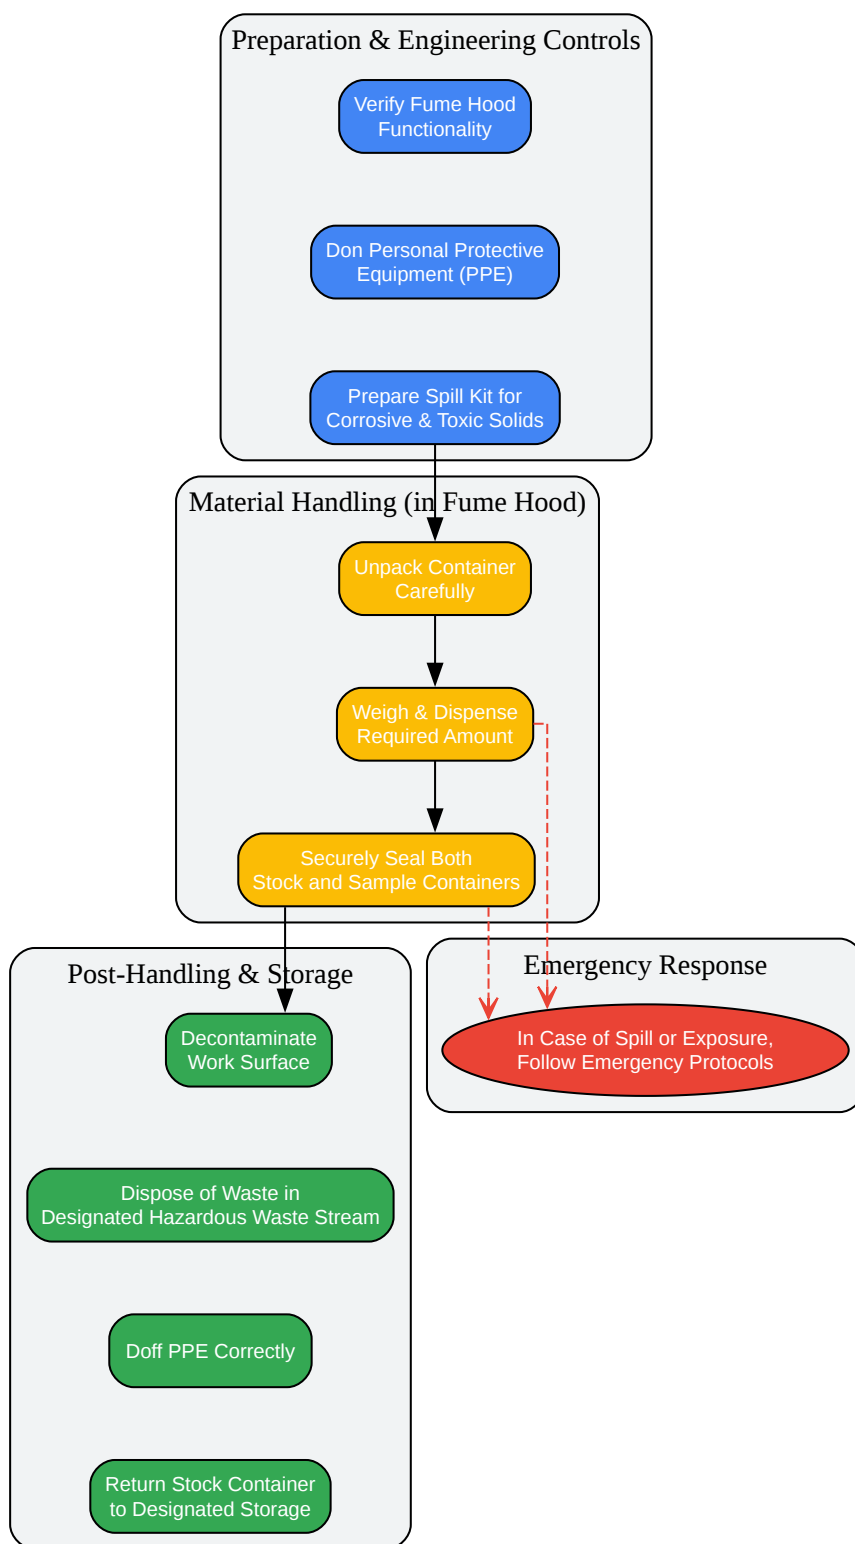 Preparation & Engineering Controls
Verify Fume Hood
Functionality
Don Personal Protective
Equipment (PPE)
Prepare Spill Kit for
Corrosive & Toxic Solids
Material Handling (in Fume Hood)
Unpack Container
Carefully
Weigh & Dispense
Required Amount
Securely Seal Both
Stock and Sample Containers
Post-Handling & Storage
Decontaminate
Work Surface
Dispose of Waste in
Designated Hazardous Waste Stream
Doff PPE Correctly
Return Stock Container
to Designated Storage
Emergency Response
In Case of Spill or Exposure,
Follow Emergency Protocols